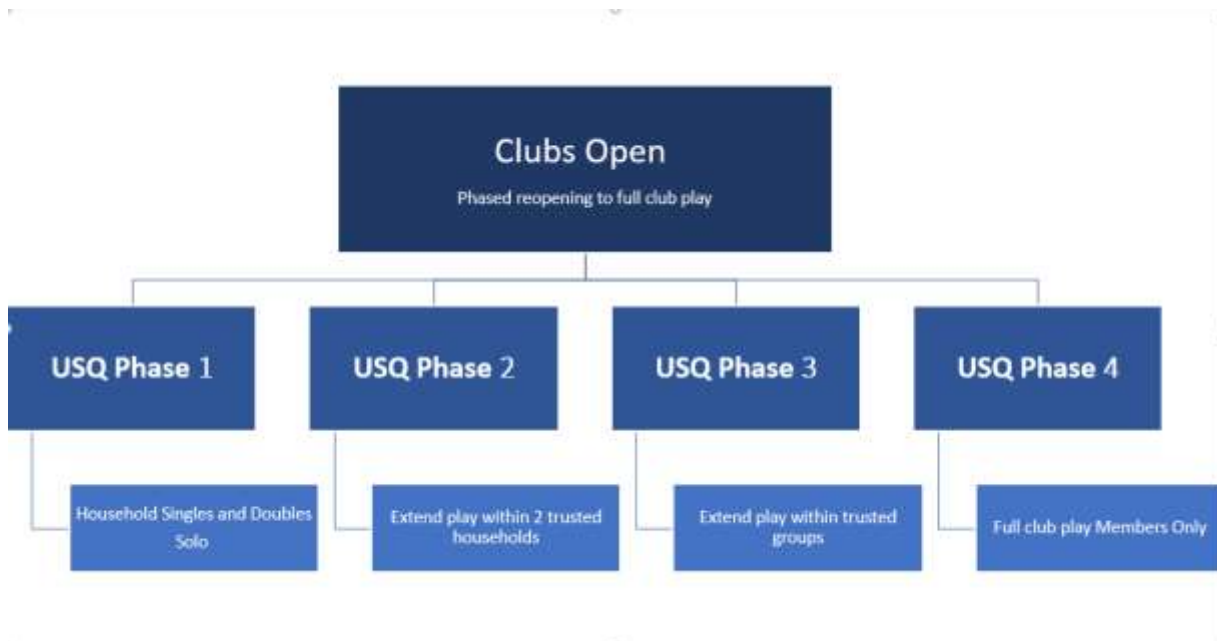 Clubs Open
Phased reopening to full club play
USQ Phase 1
USQ Phase 2
USQ Phase 3
USQ Phase 4
Household Singles and Doubles
Solo
Extend play within 2 trusted
households
Extend play within trusted
groups
Full club play Members Only